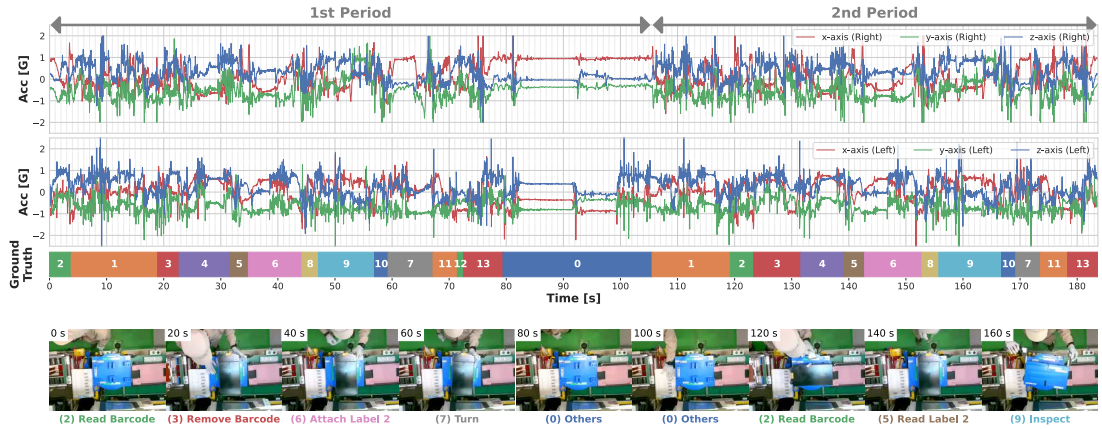 1st Period
2nd Period
Acc [G]
2
1
0
−1
−2
x-axis (Right)
y-axis (Right)
z-axis (Right)
Acc [G]
2
1
0
−1
−2
x-axis (Left)
y-axis (Left)
z-axis (Left)
Ground
Truth
2 1 3 4 5 6 8 9 10 7 11 12 13 0 1 2 3 4 5 6 8 9 10 7 11 13
0 10 20 30 40 50 60 70 80 90 100 110 120 130 140 150 160 170 180
Time [s]
0 s 20 s 40 s 60 s 80 s 100 s 120 s 140 s 160 s
(2) Read Barcode
(3) Remove Barcode
(6) Attach Label 2
(7) Turn
(0) Others
(0) Others
(2) Read Barcode
(5) Read Label 2
(9) Inspect